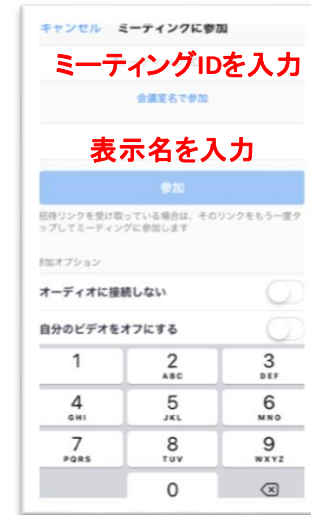 キャンセル ミーティングに参加
ミーティングIDを入力
会議室名で参加
表示名を入力
参加
招待リンクを受け取っている場合は、そのリンクをもう一度タ
ップしてミーティングに参加します
参加オプション
オーディオに接続しない
自分のビデオをオフにする
1 2 3
ABC DEF
4 5 6
GHI JKL MNO
7 8 9
PQRS TUV WXYZ
0